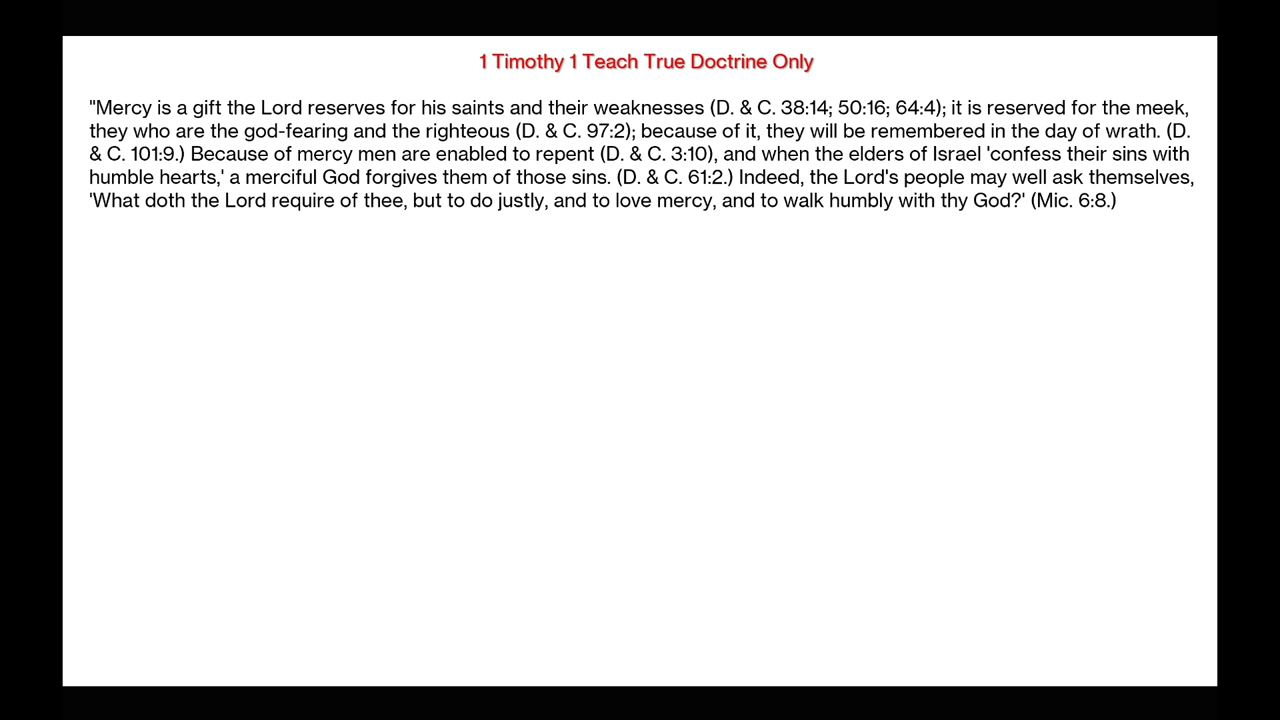 1 Timothy 1 Teach True Doctrine Only
"Mercy is a gift the Lord reserves for his saints and their weaknesses (D. & C. 38:14; 50:16; 64:4); it is reserved for the meek,
they who are the god-fearing and the righteous (D. & C. 97:2); because of it, they will be remembered in the day of wrath. (D.
& C. 101:9.) Because of mercy men are enabled to repent (D. & C. 3:10), and when the elders of Israel 'confess their sins with
humble hearts,' a merciful God forgives them of those sins. (D. & C. 61:2.) Indeed, the Lord's people may well ask themselves,
'What doth the Lord require of thee, but to do justly, and to love mercy, and to walk humbly with thy God?' (Mic. 6:8.)